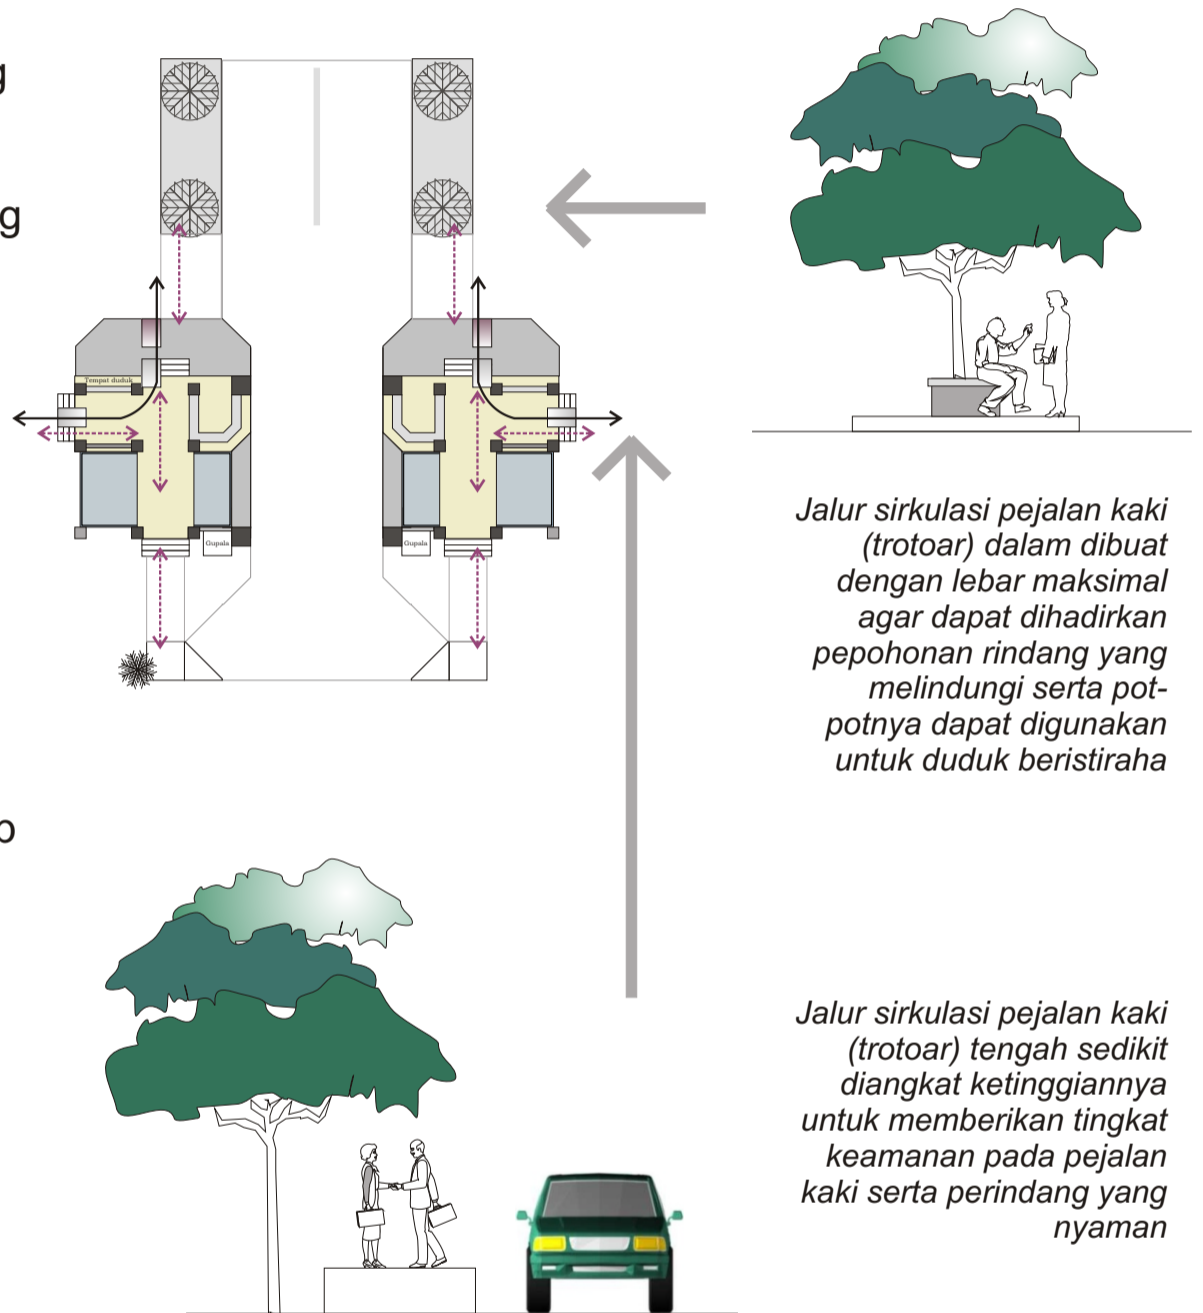 g
g
Tempat duduk
Gupala
Gupala
Jalur sirkulasi pejalan kaki
(trotoar) dalam dibuat
dengan lebar maksimal
agar dapat dihadirkan
pepohonan rindang yang
melindungi serta pot-
potnya dapat digunakan
untuk duduk beristiraha
Jalur sirkulasi pejalan kaki
(trotoar) tengah sedikit
diangkat ketinggiannya
untuk memberikan tingkat
keamanan pada pejalan
kaki serta perindang yang
nyaman